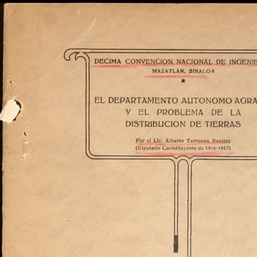 DECIMA CONVENCION NACIONAL DE INGENIE
MAZATLAN, SINALOA
EL DEPARTAMENTO AUTONOMO AGRA
Y EL PROBLEMA DE LA
DISTRIBUCION DE TIERRAS
Por el Lic. Alberto Terrones Benítez
(Diputado Constituyente de 1916-1917)